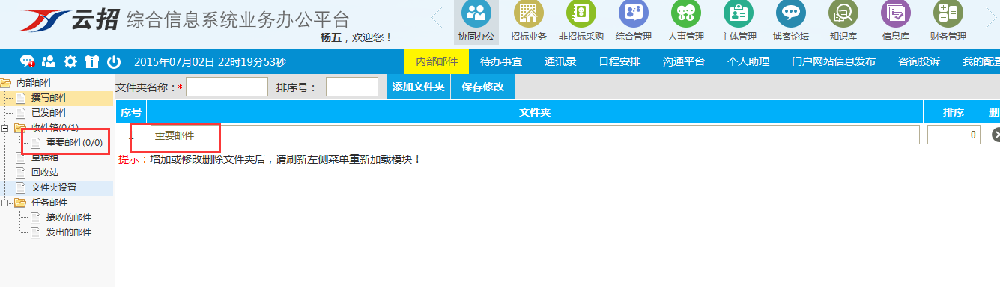 云招 综合信息系统业务办公平台
杨五，欢迎您！
协同办公 招标业务 非招标采购 综合管理 人事管理 主体管理 博客论坛 知识库 信息库 财务管理
2015年07月02日 22时19分53秒
内部邮件 待办事宜 通讯录 日程安排 沟通平台 个人助理 门户网站信息发布 咨询投诉 我的配置
内部邮件
撰写邮件
已发邮件
收件箱(0/1)
重要邮件(0/0)
草稿箱
回收站
文件夹设置
任务邮件
接收的邮件
发出的邮件
文件夹名称：* 排序号： 添加文件夹 保存修改
序号 文件夹 排序 删
1 重要邮件 0
提示：增加或修改删除文件夹后，请刷新左侧菜单重新加载模块！